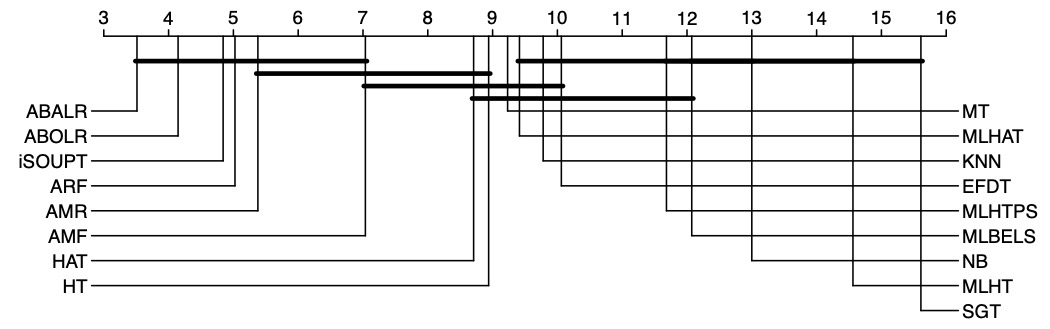 3 4 5 6 7 8 9 10 11 12 13 14 15 16
ABALR MT
ABOLR MLHAT
iSOUPT KNN
ARF EFDT
AMR MLHTPS
AMF MLBELS
HAT NB
HT MLHT
SGT